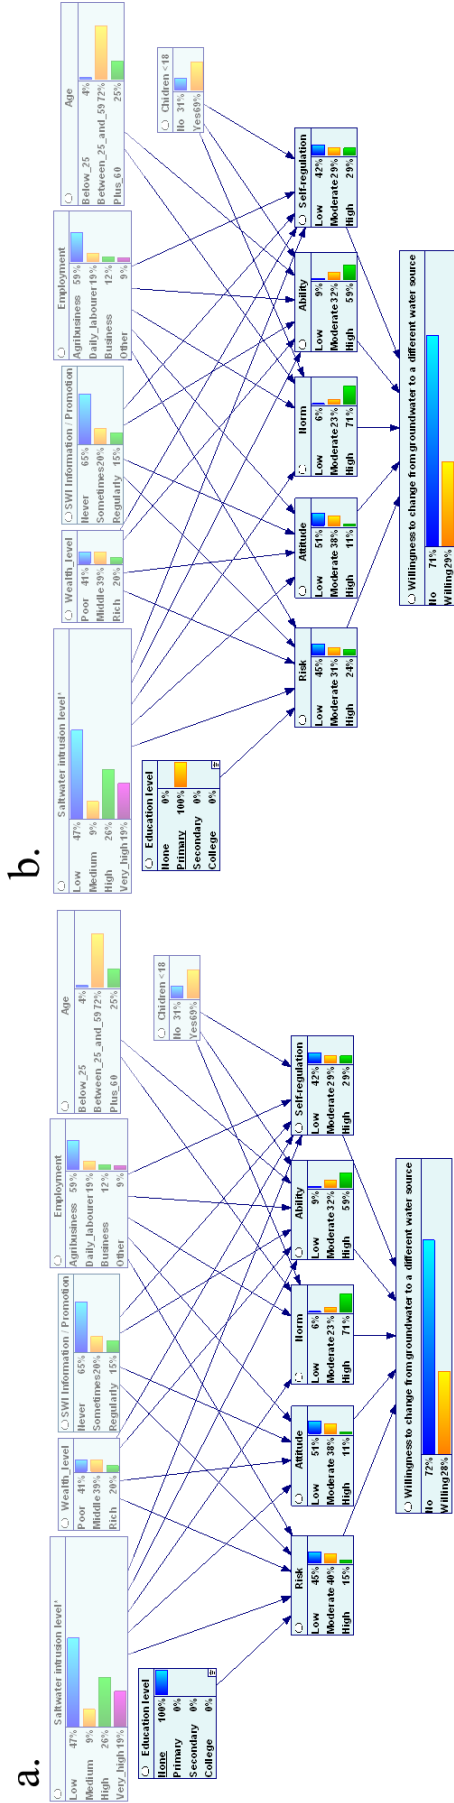 a.
Saltwater intrusion level*
Low 47%
Medium 9%
High 26%
Very_high 19%
Wealth_level
Poor 41%
Middle 39%
Rich 20%
SWI Information / Promotion
Never 65%
Sometimes 20%
Regularly 15%
Employment
Agribusiness 59%
Daily_labourer 19%
Business 12%
Other 9%
Age
Below_25 4%
Between_25_and_59 72%
Plus_60 25%
Education level
None 100%
Primary 0%
Secondary 0%
College 0%
Chidren <18
No 31%
Yes 69%
Risk
Low 45%
Moderate 40%
High 15%
Attitude
Low 51%
Moderate 38%
High 11%
Norm
Low 6%
Moderate 23%
High 71%
Ability
Low 9%
Moderate 32%
High 59%
Self-regulation
Low 42%
Moderate 29%
High 29%
Willingness to change from groundwater to a different water source
No 72%
Willing 28%
b.
Saltwater intrusion level*
Low 47%
Medium 9%
High 26%
Very_high 19%
Wealth_level
Poor 41%
Middle 39%
Rich 20%
SWI Information / Promotion
Never 65%
Sometimes 20%
Regularly 15%
Employment
Agribusiness 59%
Daily_labourer 19%
Business 12%
Other 9%
Age
Below_25 4%
Between_25_and_59 72%
Plus_60 25%
Education level
None 0%
Primary 100%
Secondary 0%
College 0%
Chidren <18
No 31%
Yes 69%
Risk
Low 45%
Moderate 31%
High 24%
Attitude
Low 51%
Moderate 38%
High 11%
Norm
Low 6%
Moderate 23%
High 71%
Ability
Low 9%
Moderate 32%
High 59%
Self-regulation
Low 42%
Moderate 29%
High 29%
Willingness to change from groundwater to a different water source
No 71%
Willing 29%